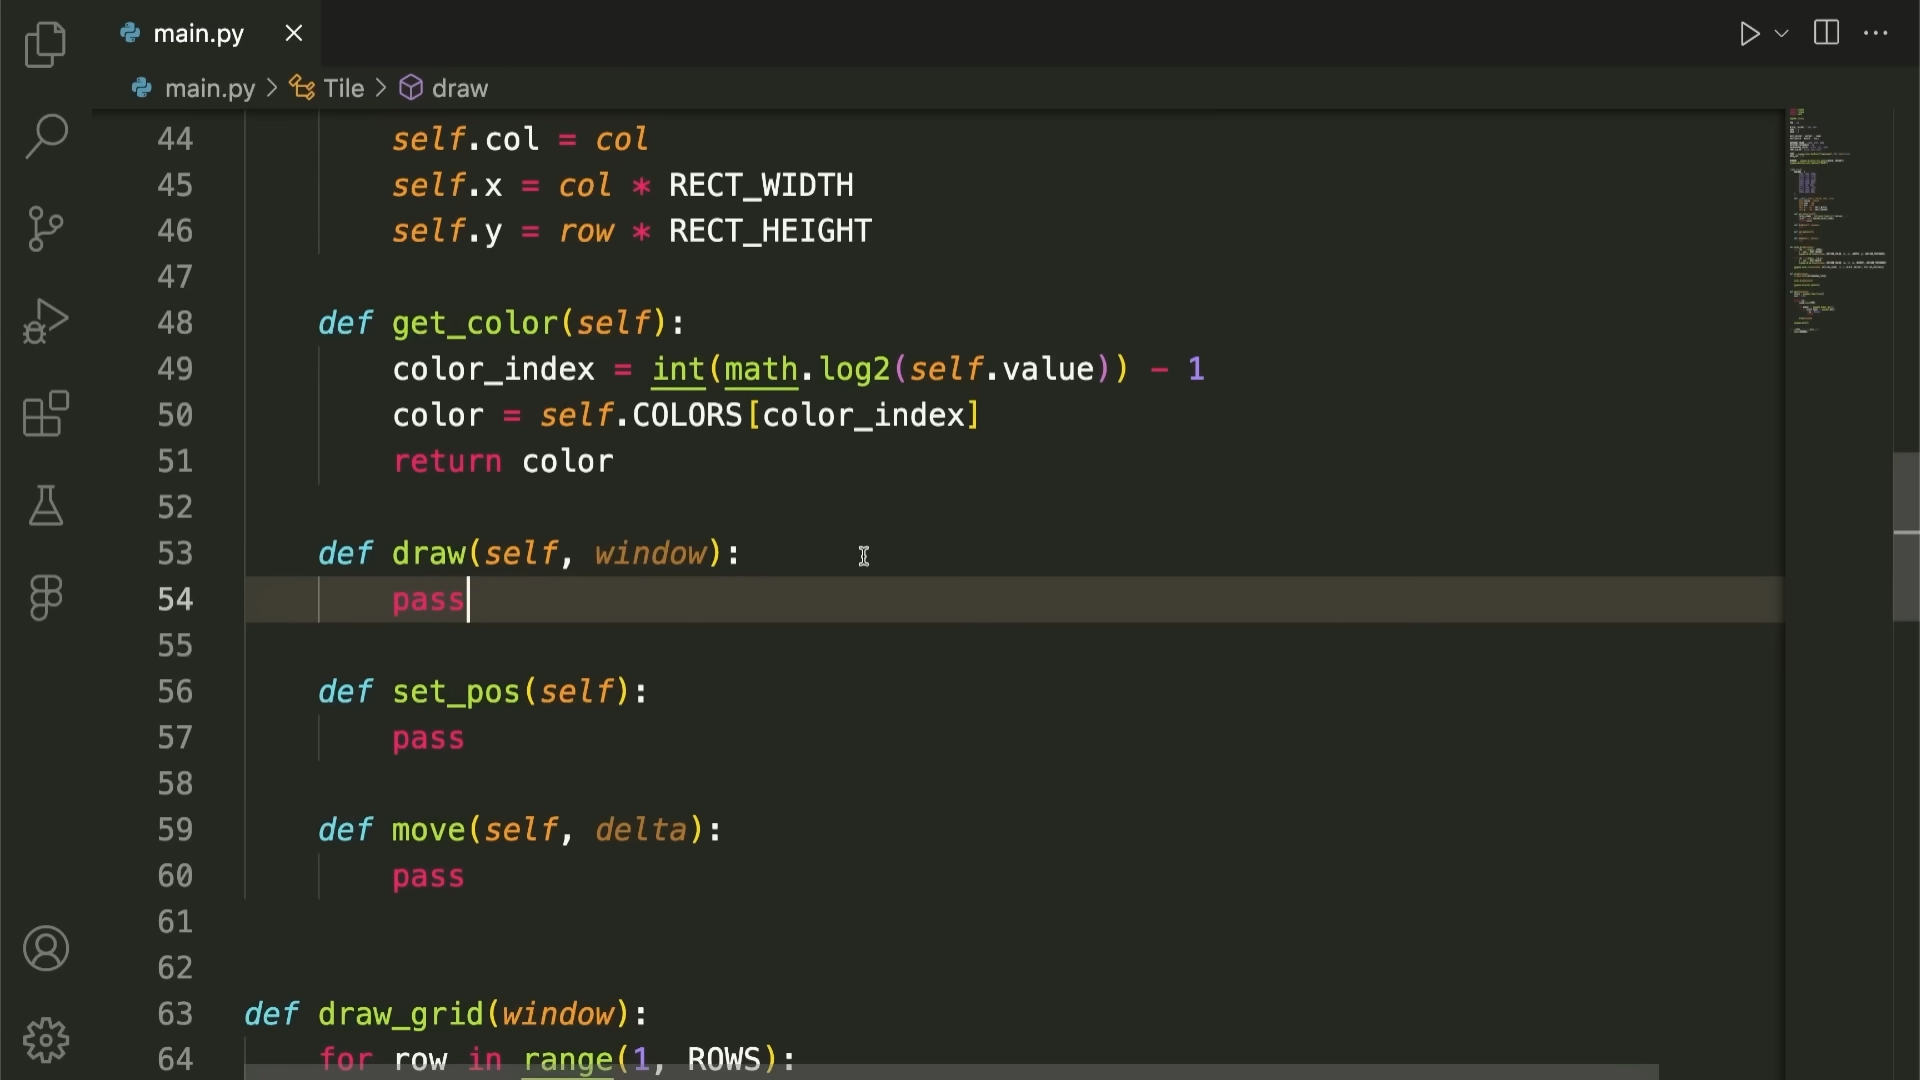 main.py
main.py > Tile > draw
44 self.col = col
45 self.x = col * RECT_WIDTH
46 self.y = row * RECT_HEIGHT
47
48 def get_color(self):
49 color_index = int(math.log2(self.value)) - 1
50 color = self.COLORS[color_index]
51 return color
52
53 def draw(self, window):
54 pass
55
56 def set_pos(self):
57 pass
58
59 def move(self, delta):
60 pass
61
62
63 def draw_grid(window):
64 for row in range(1, ROWS):